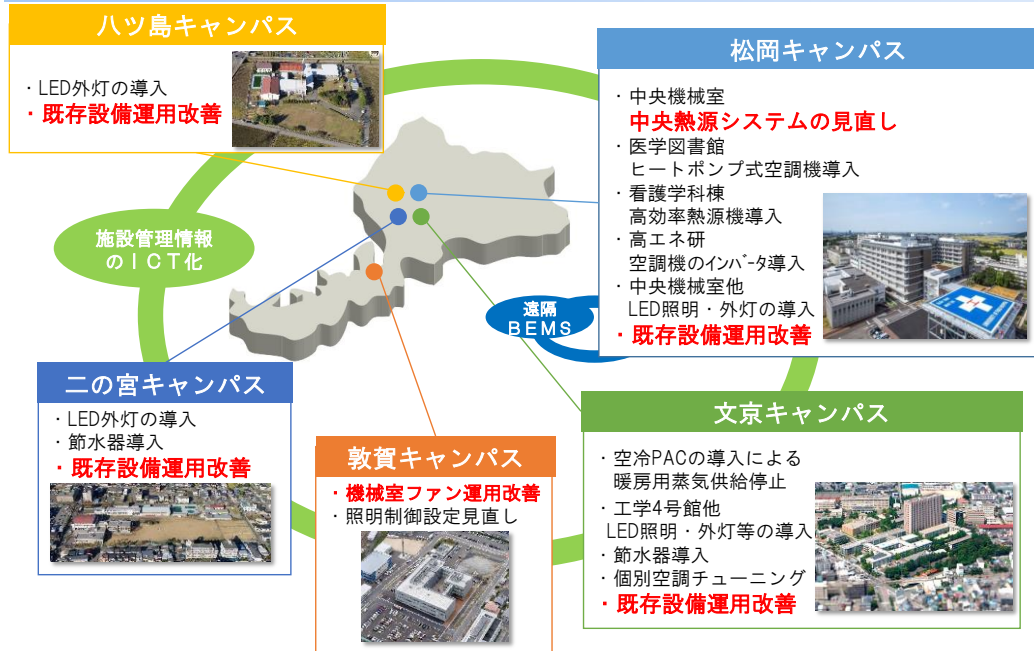 八ツ島キャンパス
・LED外灯の導入
・既存設備運用改善
松岡キャンパス
・中央機械室
中央熱源システムの見直し
・医学図書館
ヒートポンプ式空調機導入
・看護学科棟
高効率熱源機導入
・高エネ研
空調機のインバータ導入
・中央機械室他
LED照明・外灯の導入
・既存設備運用改善
施設管理情報
のICT化
遠隔
BEMS
二の宮キャンパス
・LED外灯の導入
・節水器導入
・既存設備運用改善
敦賀キャンパス
・機械室ファン運用改善
・照明制御設定見直し
文京キャンパス
・空冷PACの導入による
暖房用蒸気供給停止
・工学4号館他
LED照明・外灯等の導入
・節水器導入
・個別空調チューニング
・既存設備運用改善